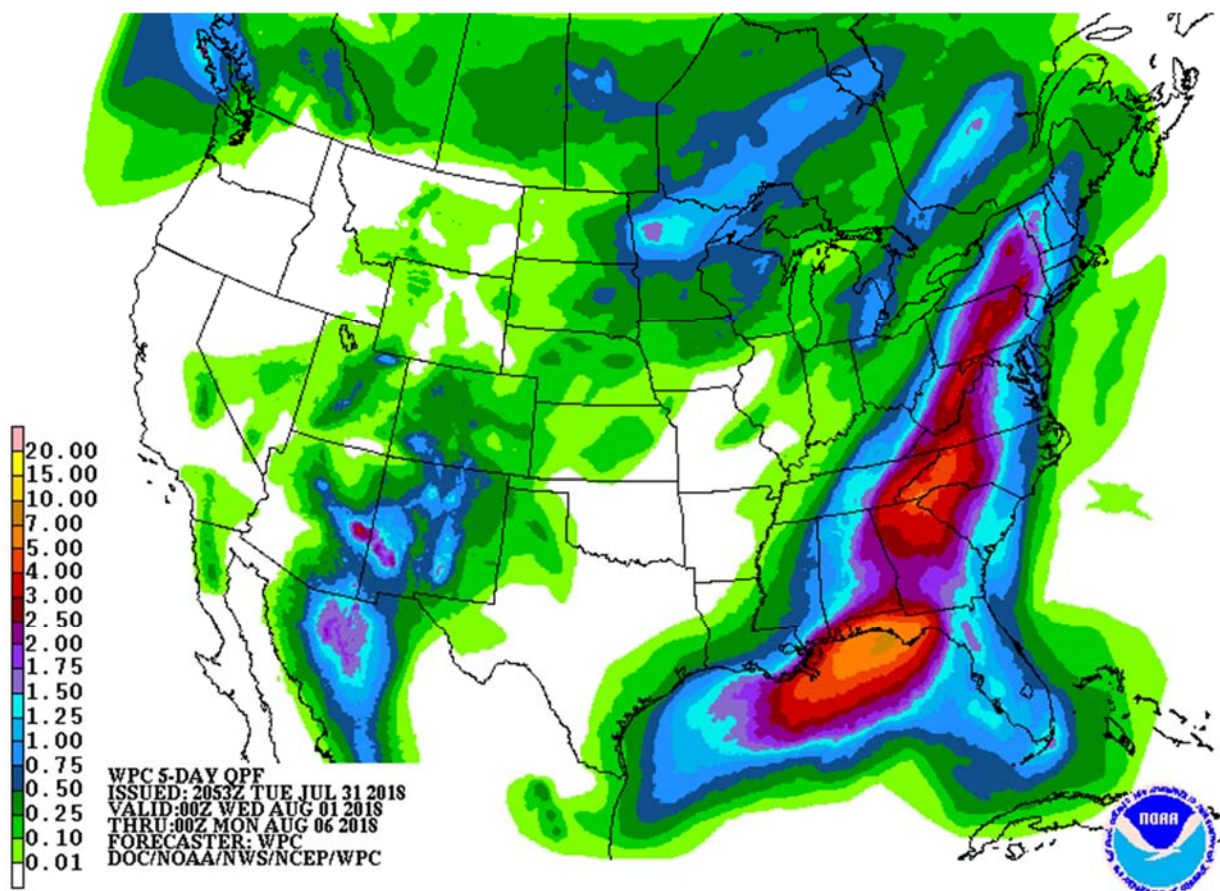 20.00
15.00
10.00
7.00
5.00
4.00
3.00
2.50
2.00
1.75
1.50
1.25
1.00
0.75
0.50
0.25
0.10
0.01
WPC 5-DAY QPF
ISSUED: 2053Z TUE JUL 31 2018
VALID:00Z WED AUG 01 2018
THRU:00Z MON AUG 06 2018
FORECASTER: WPC
DOC/NOAA/NWS/NCEP/WPC
NOAA